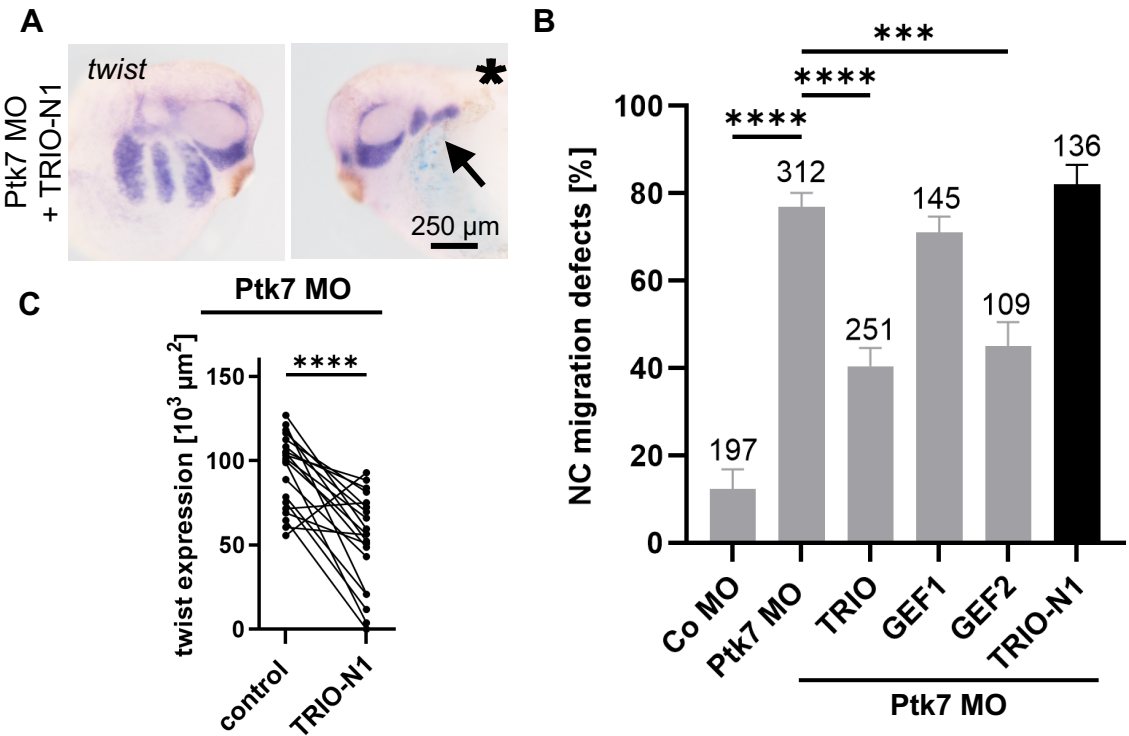 A
twist
*
Ptk7 MO
+ TRIO-N1
250 µm
B
***
****
****
NC migration defects [%]
100
80
60
40
20
0
197
312
251
145
109
136
Co MO
Ptk7 MO
TRIO
GEF1
GEF2
TRIO-N1
Ptk7 MO
C
Ptk7 MO
****
twist expression [10³ µm²]
150
100
50
0
control
TRIO-N1